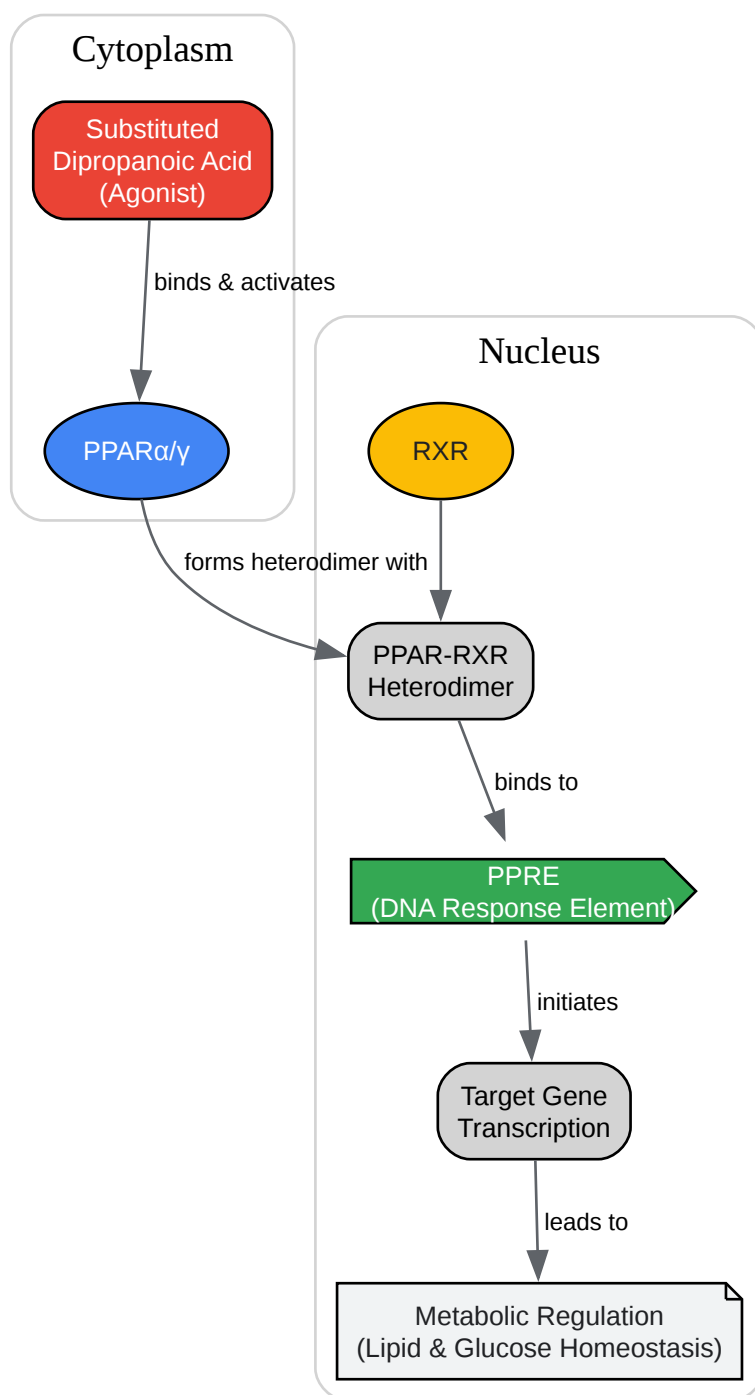 Cytoplasm
Substituted
Dipropanoic Acid
(Agonist)
binds & activates
Nucleus
PPARα/γ
RXR
forms heterodimer with
PPAR-RXR
Heterodimer
binds to
PPRE
(DNA Response Element)
initiates
Target Gene
Transcription
leads to
Metabolic Regulation
(Lipid & Glucose Homeostasis)